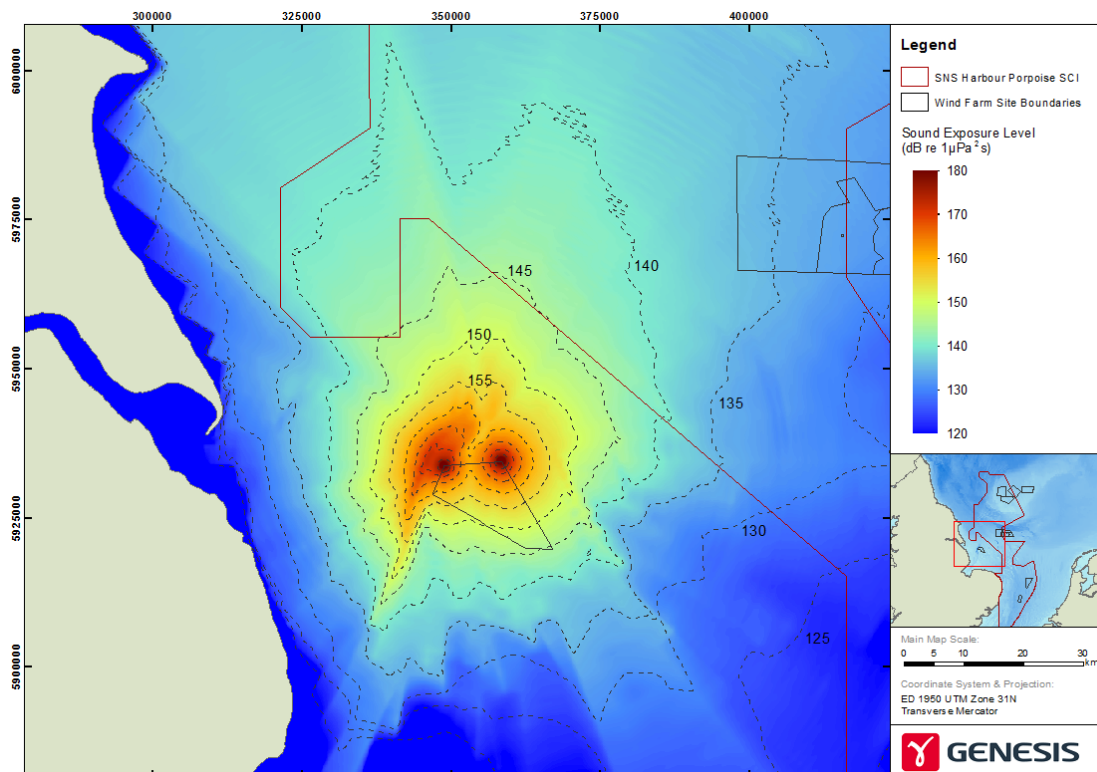 300000 325000 350000 375000 400000
6000000
5975000
5950000
5925000
5900000
145
140
150
155
135
130
125
Legend
SNS Harbour Porpoise SCI
Wind Farm Site Boundaries
Sound Exposure Level
(dB re 1µPa²s)
180
170
160
150
140
130
120
Main Map Scale:
0 5 10 20 30
km
Coordinate System & Projection:
ED 1950 UTM Zone 31N
Transverse Mercator
GENESIS